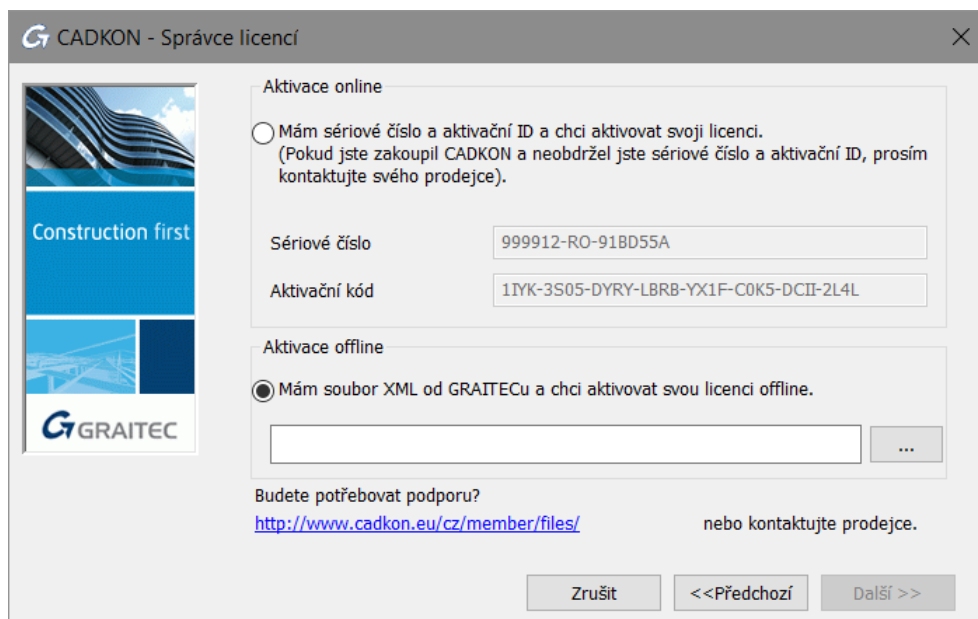 CADKON - Správce licencí
Aktivace online
Mám sériové číslo a aktivační ID a chci aktivovat svoji licenci.
(Pokud jste zakoupil CADKON a neobdržel jste sériové číslo a aktivační ID, prosím
kontaktujte svého prodejce).
Construction first
Sériové číslo
999912-RO-91BD55A
Aktivační kód
1IYK-3S05-DYRY-LBRB-YX1F-C0K5-DCII-2L4L
Aktivace offline
Mám soubor XML od GRAITECu a chci aktivovat svou licenci offline.
GRAITEC
...
Budete potřebovat podporu?
http://www.cadkon.eu/cz/member/files/ nebo kontaktujte prodejce.
Zrušit
<<Předchozí
Další >>